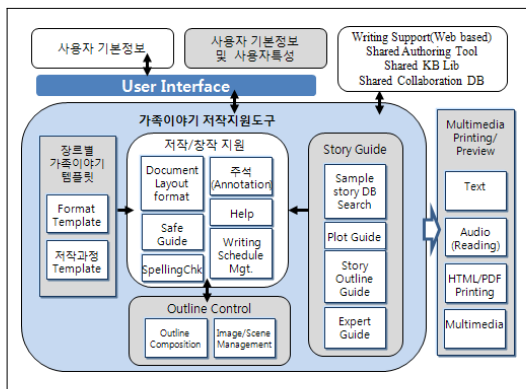 사용자 기본정보
사용자 기본정보
및 사용자특성
Writing Support(Web based)
Shared Authoring Tool
Shared KB Lib
Shared Collaboration DB
User Interface
가족이야기 저작지원도구
장르별
가족이야기
템플릿
Format
Template
저작과정
Template
저작/창작 지원
Document
Layout
format
Safe
Guide
SpellingChk
주석
(Annotation)
Help
Writing
Schedule
Mgt.
Outline Control
Outline
Composition
Image/Scene
Management
Story Guide
Sample
story DB
Search
Plot Guide
Story
Outline
Guide
Expert
Guide
Multimedia
Printing/
Preview
Text
Audio
(Reading)
HTML/PDF
Printing
Multimedia